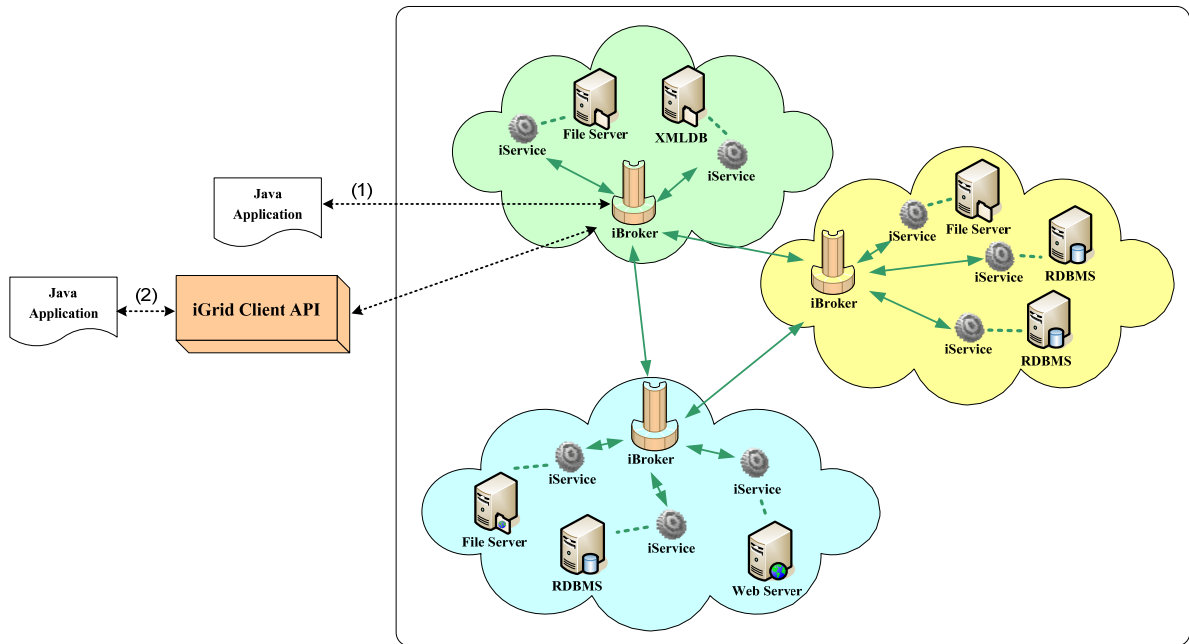 File Server
XMLDB
iService
iService
(1)
Java
Application
iBroker
File Server
iService
RDBMS
iService
iBroker
(2)
Java
Application
iGrid Client API
iService
RDBMS
iBroker
iService
iService
File Server
iService
RDBMS
Web Server